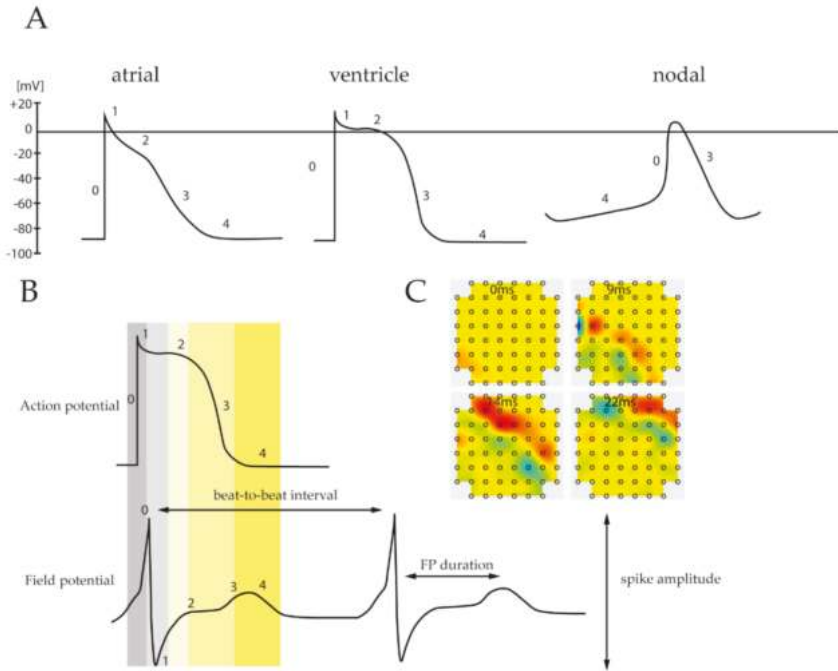 A
atrial
ventricle
nodal
[mV]
+20
0
-20
-40
-60
-80
-100
0
1
2
3
4
0
1
2
3
4
4
0
3
B
Action potential
0
1
2
3
4
C
0ms
9ms
14ms
22ms
beat-to-beat interval
Field potential
0
1
2
3
4
FP duration
spike amplitude